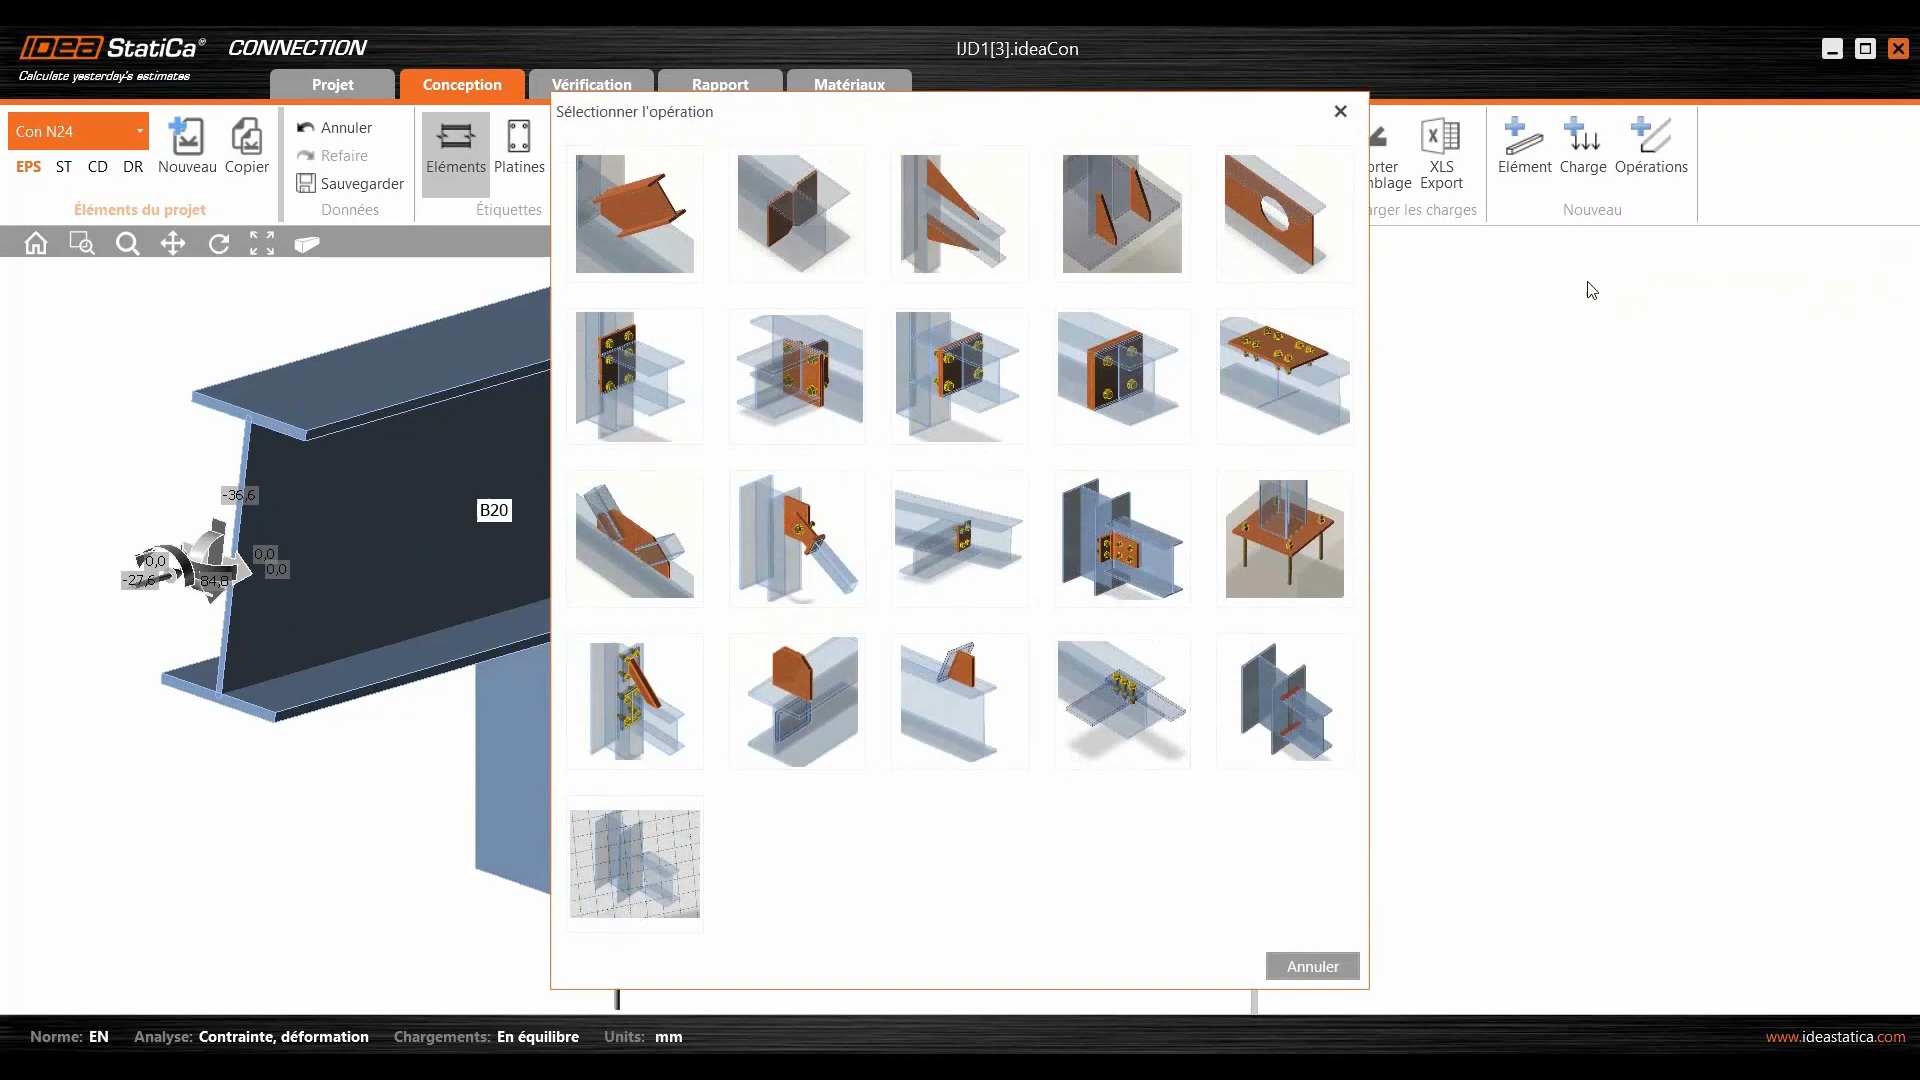 IDEA StatiCa® CONNECTION
Calculate yesterday's estimates
IJD1[3].ideaCon
Projet
Conception
Vérification
Rapport
Matériaux
Con N24
EPS ST CD DR
Nouveau
Copier
Éléments du projet
Annuler
Refaire
Sauvegarder
Données
Eléments
Platines
Étiquettes
Sélectionner l'opération
orter
blage
XLS
Export
arger les charges
Elément
Charge
Opérations
Nouveau
-36,6
B20
0,0
0,0
0,0
-27,6
84,8
Annuler
Norme: EN Analyse: Contrainte, déformation Chargements: En équilibre Units: mm
www.ideastatica.com